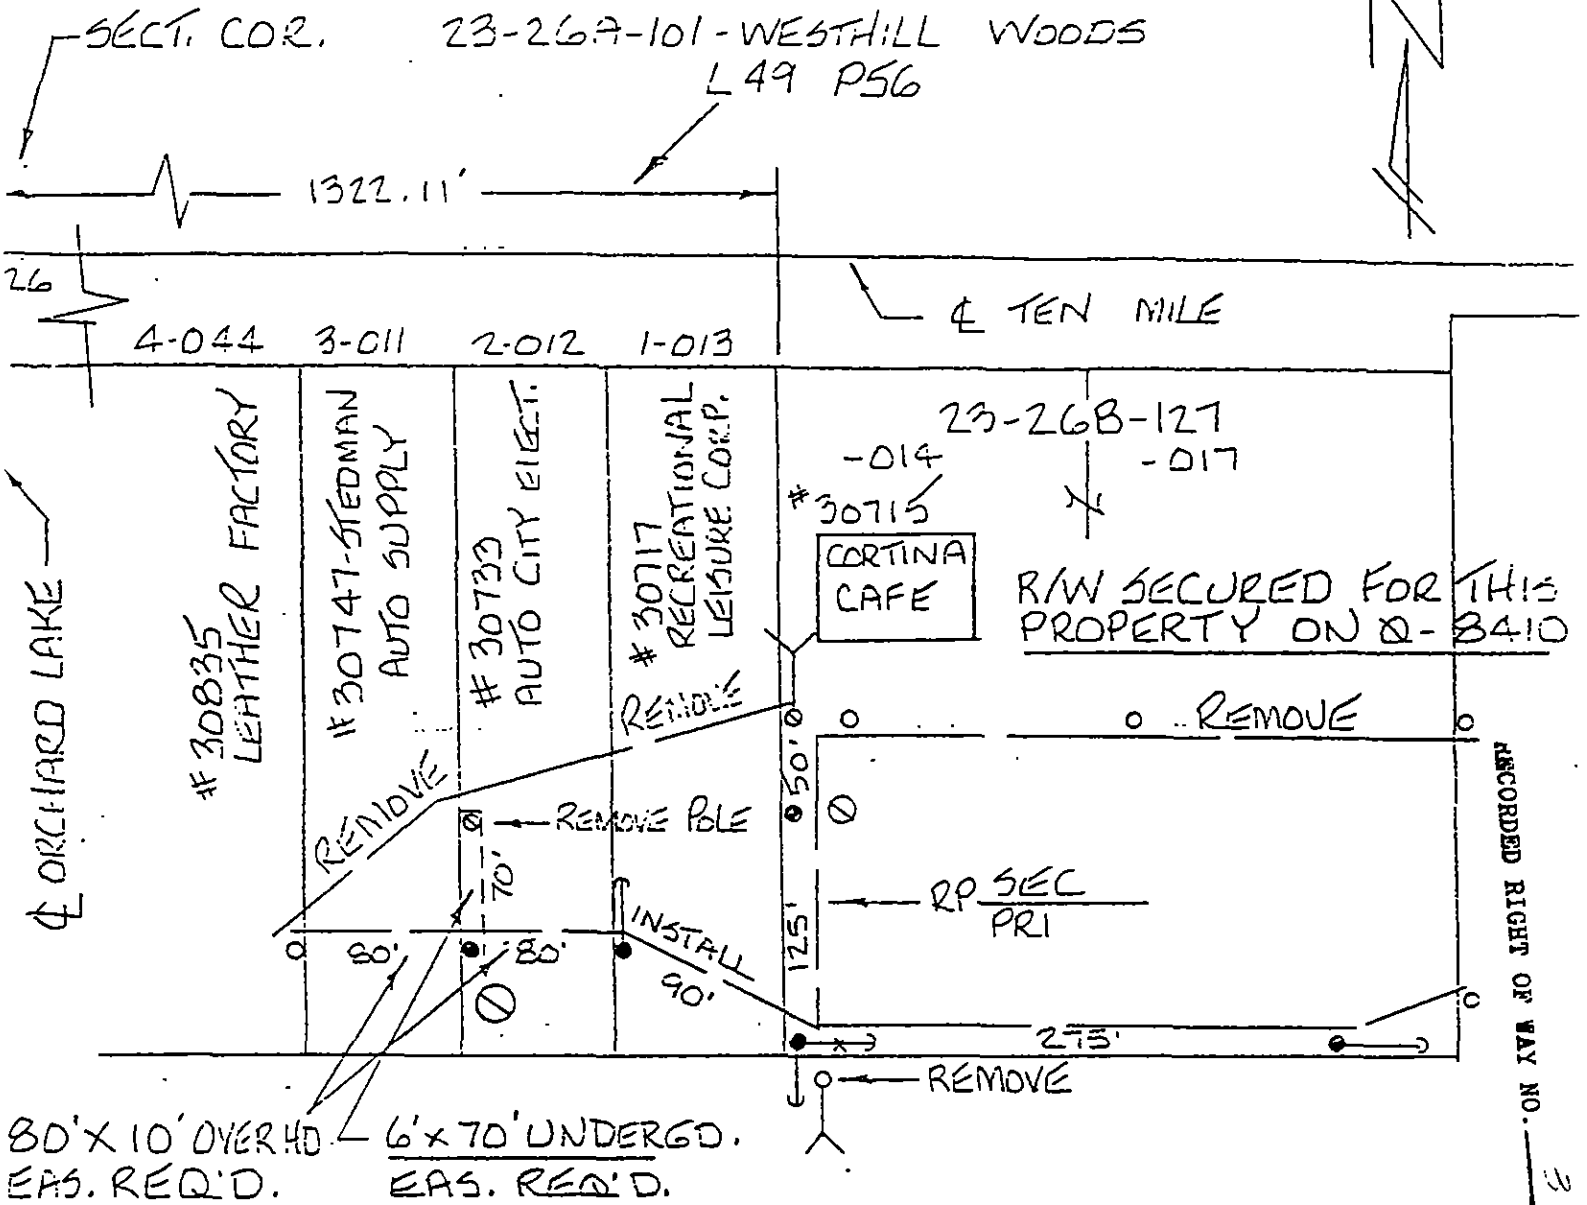 SECT. COR.
23-26A-101-WESTHILL WOODS
L 49 P56
N
1322.11'
26
℄ TEN MILE
4-044 3-011 2-012 1-013
23-26B-127
-014
-017
#30715
CORTINA
CAFE
R/W SECURED FOR THIS
PROPERTY ON Q-8410
℄ ORCHARD LAKE
#30835
LEATHER FACTORY
#30747-STEDMAN
AUTO SUPPLY
#30733
AUTO CITY ELECT.
#30717
RECREATIONAL
LEISURE CORP.
REMOVE
REMOVE
REMOVE
50'
REMOVE POLE
70'
RP SEC
PRI
125'
INSTALL
80'
80'
90'
275'
REMOVE
80'X10' OVERHD
EAS. REQ'D.
6'x70' UNDERGD.
EAS. REQ'D.
RECORDED RIGHT OF WAY NO.